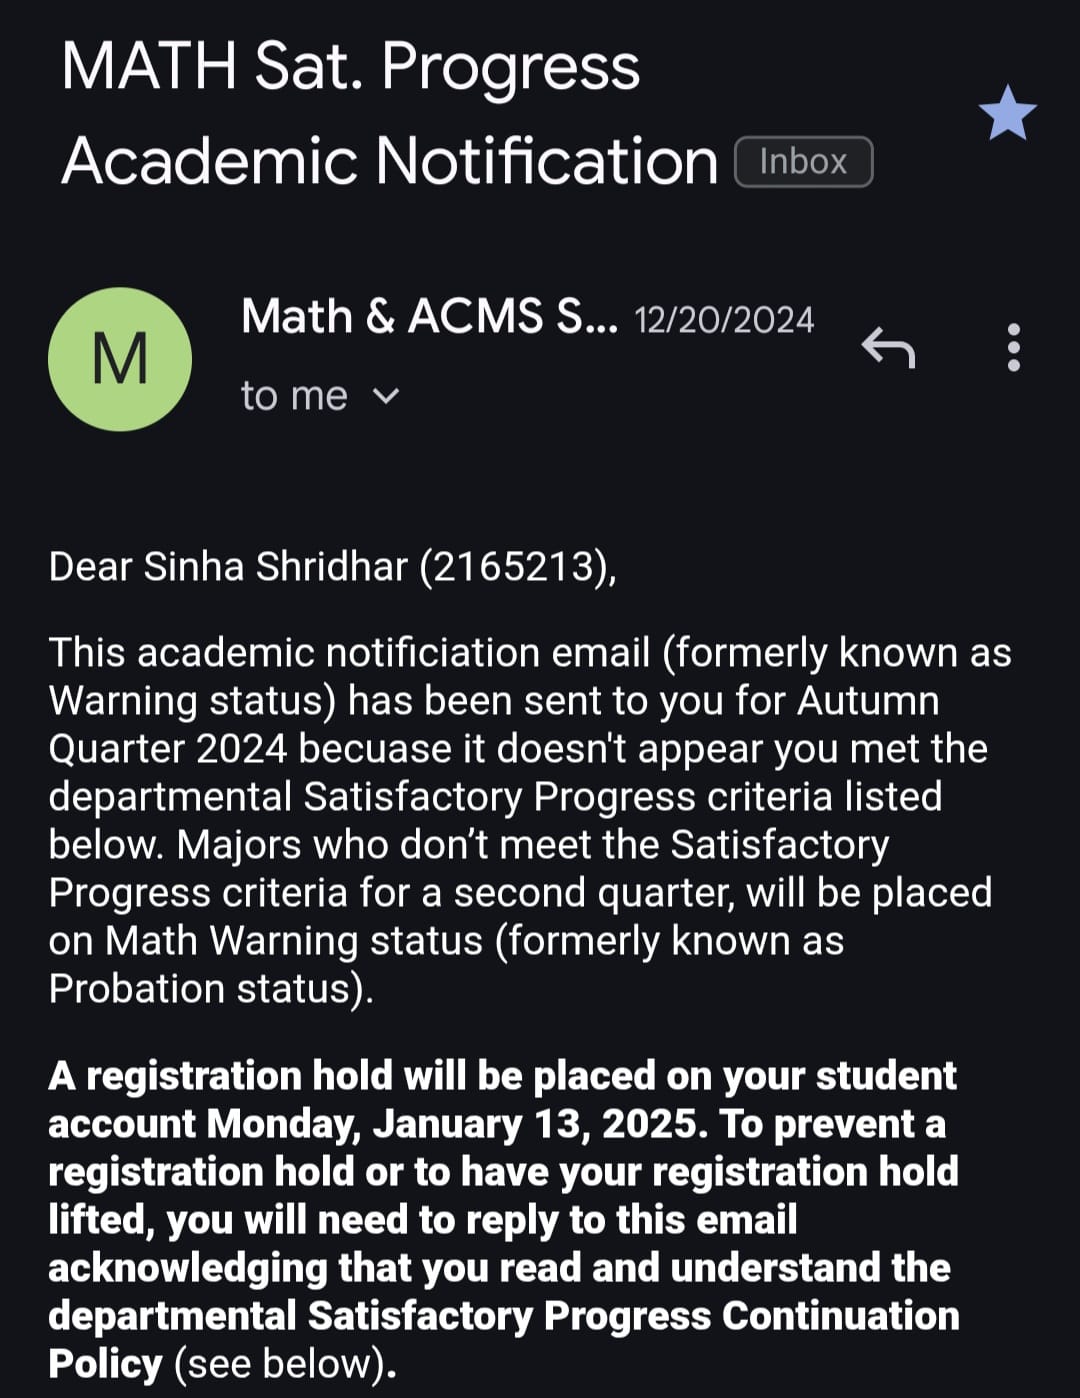 MATH Sat. Progress
Academic Notification Inbox
M
Math & ACMS S... 12/20/2024
to me
Dear Sinha Shridhar (2165213),
This academic notificiation email (formerly known as
Warning status) has been sent to you for Autumn
Quarter 2024 becuase it doesn't appear you met the
departmental Satisfactory Progress criteria listed
below. Majors who don’t meet the Satisfactory
Progress criteria for a second quarter, will be placed
on Math Warning status (formerly known as
Probation status).
A registration hold will be placed on your student
account Monday, January 13, 2025. To prevent a
registration hold or to have your registration hold
lifted, you will need to reply to this email
acknowledging that you read and understand the
departmental Satisfactory Progress Continuation
Policy (see below).